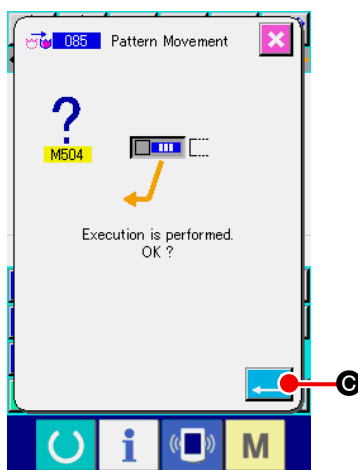 085 Pattern Movement
?
M504
Execution is performed.
OK ?
C
i M